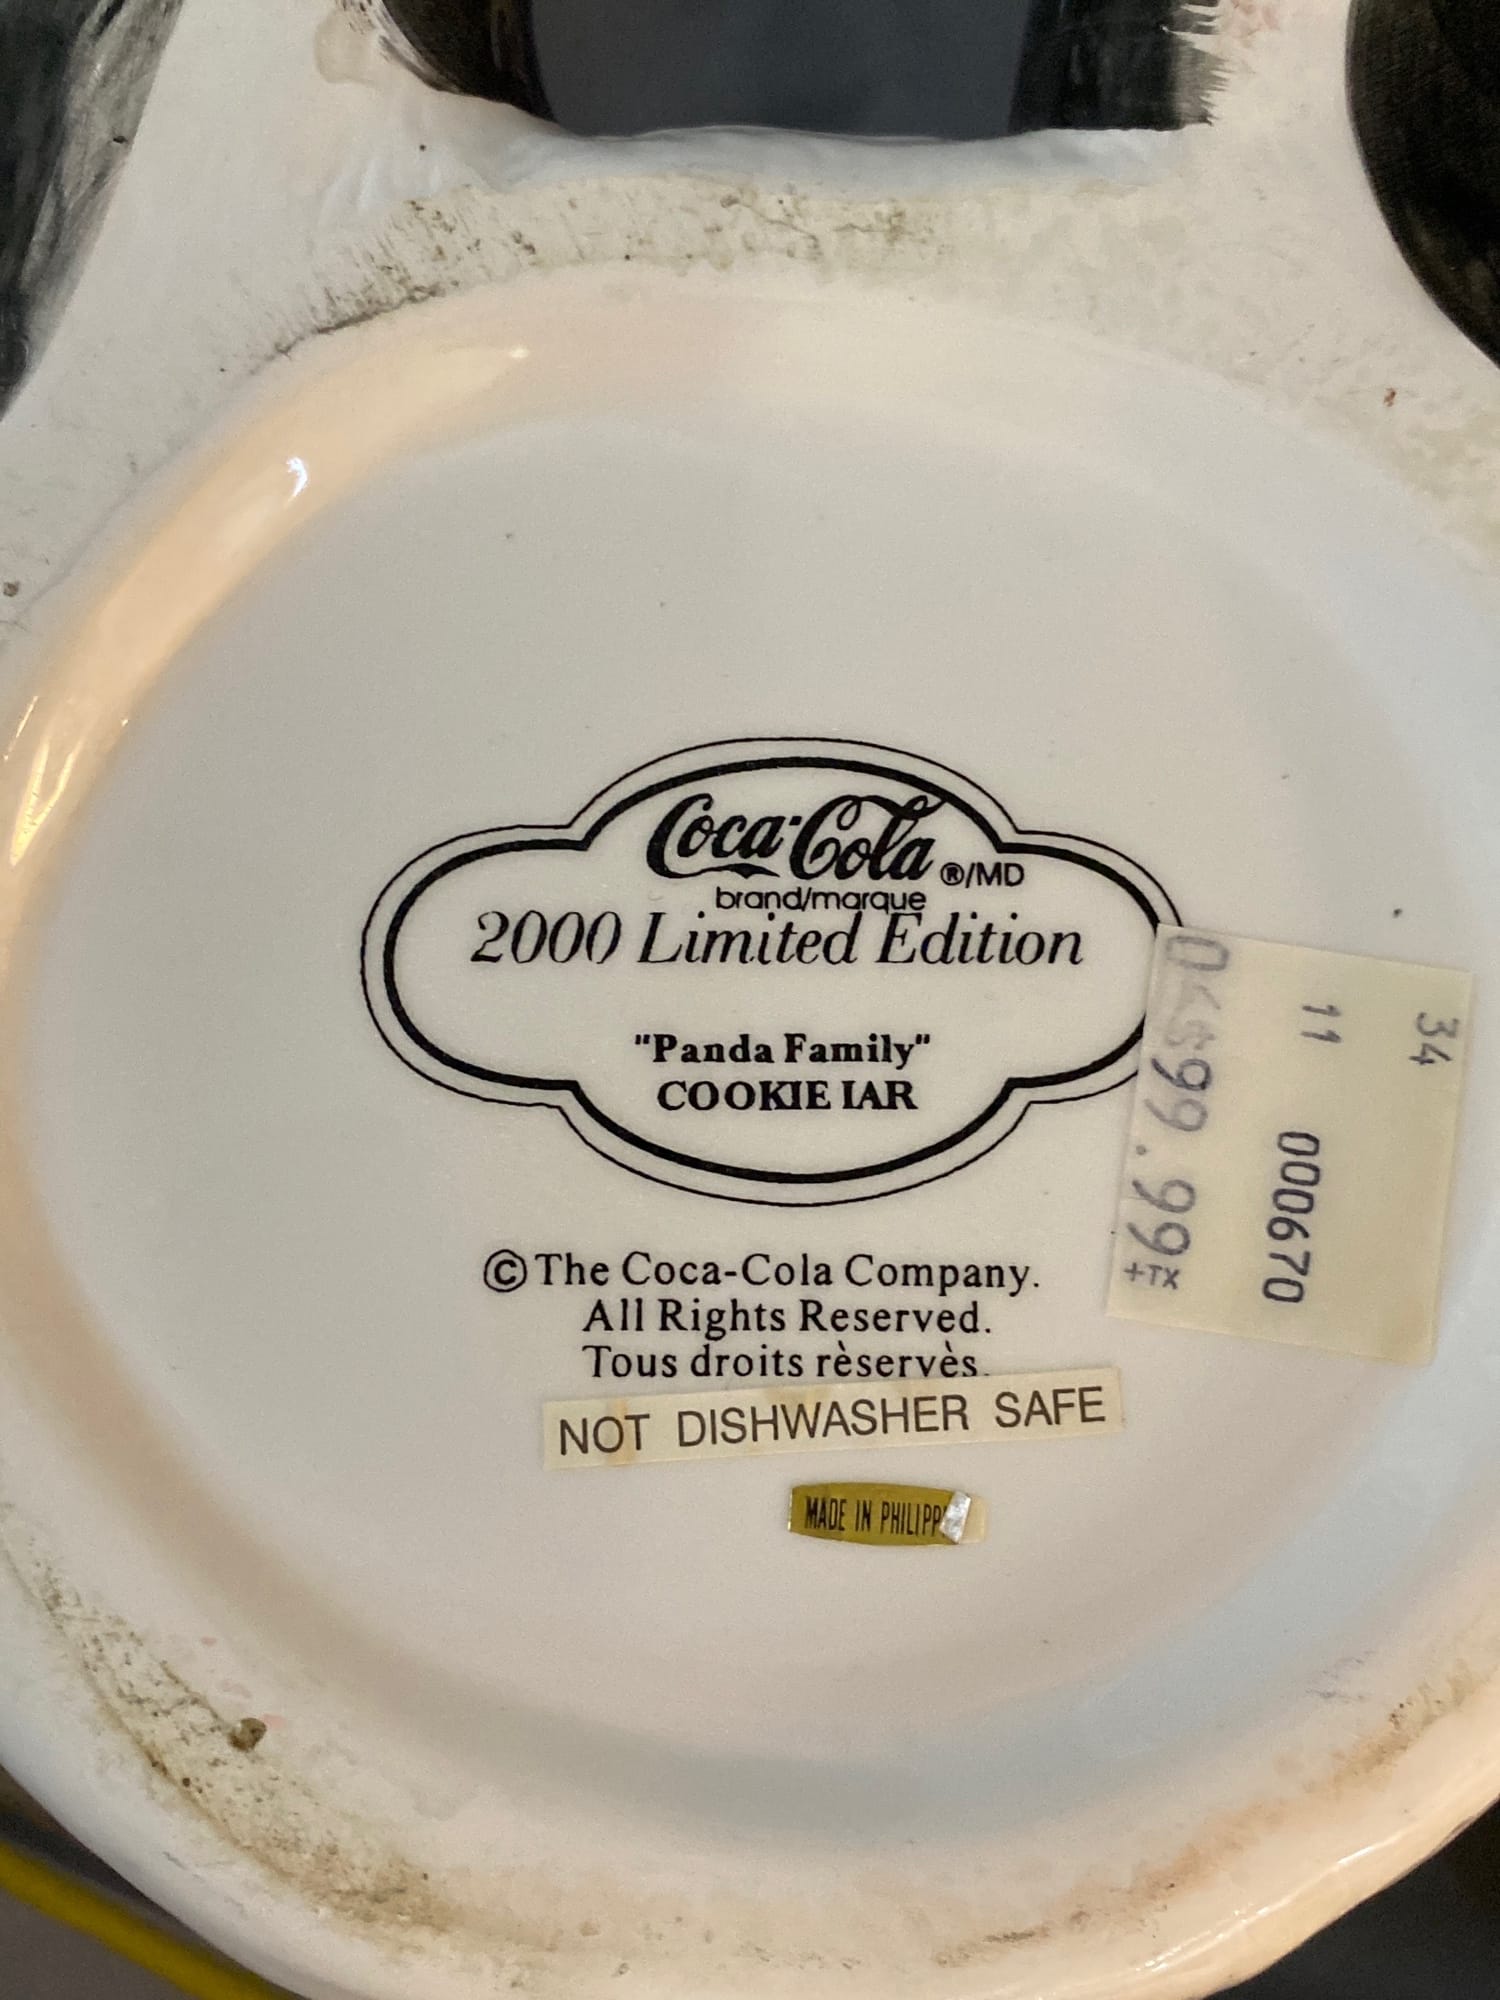 Coca-Cola ®/MD
brand/marque
2000 Limited Edition
"Panda Family"
COOKIE IAR
© The Coca-Cola Company.
All Rights Reserved.
Tous droits rèservès.
NOT DISHWASHER SAFE
MADE IN PHILIPP
34
11 000670
99.99
+TX